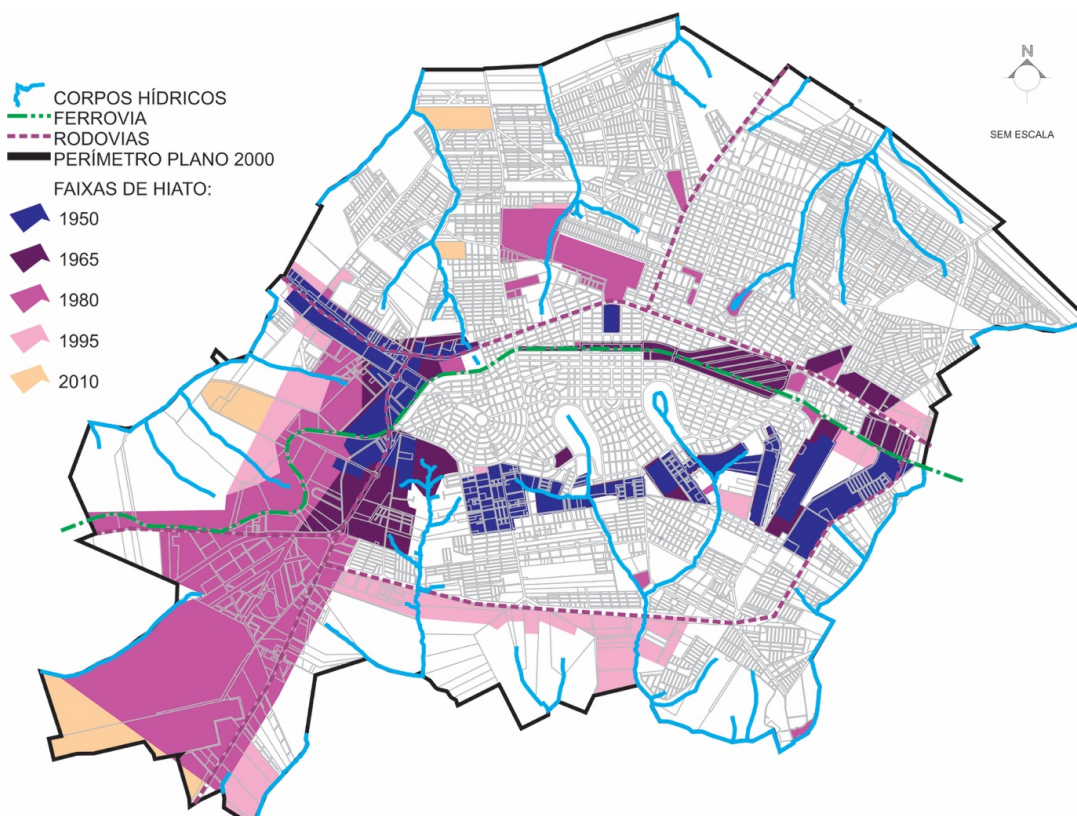 CORPOS HÍDRICOS
FERROVIA
RODOVIAS
PERÍMETRO PLANO 2000
FAIXAS DE HIATO:
1950
1965
1980
1995
2010
N
SEM ESCALA